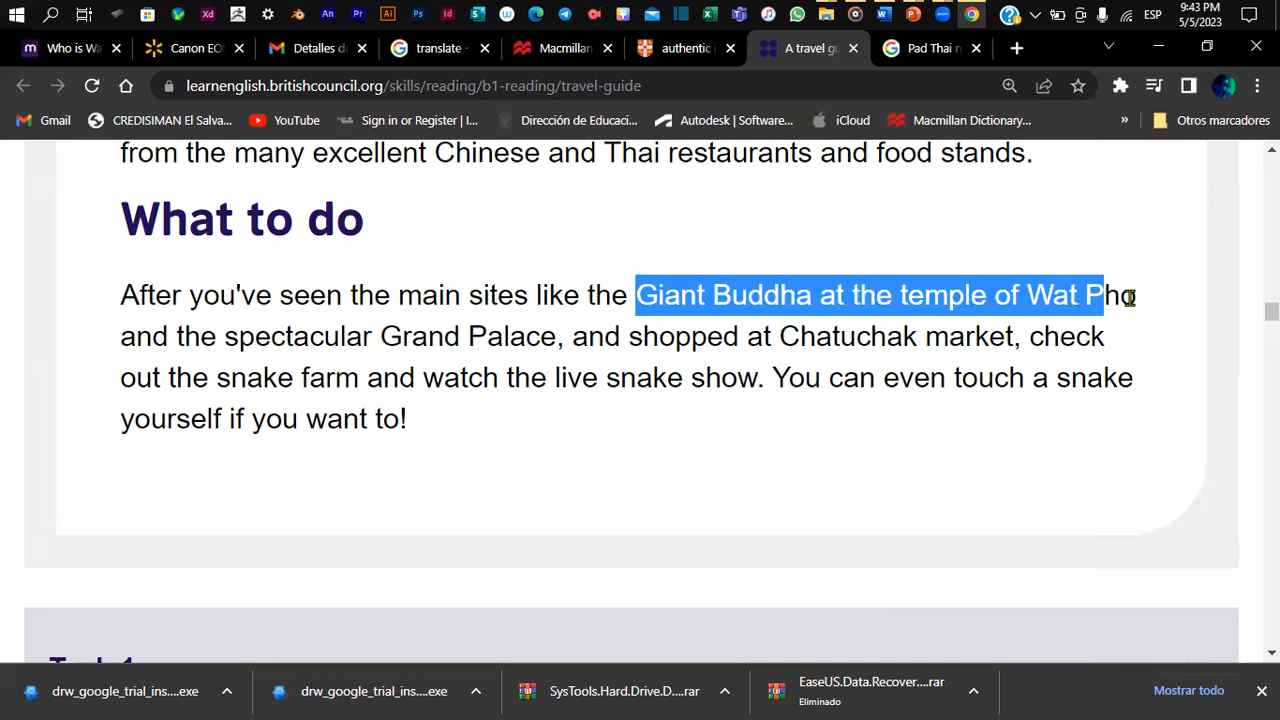 9:43 PM
ESP
5/5/2023
Who is Wa
Canon EOS
Detalles d
translate -
Macmillan
authentic
A travel gu
Pad Thai n
learnenglish.britishcouncil.org/skills/reading/b1-reading/travel-guide
Gmail
CREDISIMAN El Salva...
YouTube
Sign in or Register | I...
Dirección de Educaci...
Autodesk | Software...
iCloud
Macmillan Dictionary...
»
Otros marcadores
from the many excellent Chinese and Thai restaurants and food stands.
What to do
After you've seen the main sites like the Giant Buddha at the temple of Wat Pho
and the spectacular Grand Palace, and shopped at Chatuchak market, check
out the snake farm and watch the live snake show. You can even touch a snake
yourself if you want to!
Task 1
drw_google_trial_ins....exe
drw_google_trial_ins....exe
SysTools.Hard.Drive.D....rar
EaseUS.Data.Recover....rar
Eliminado
Mostrar todo